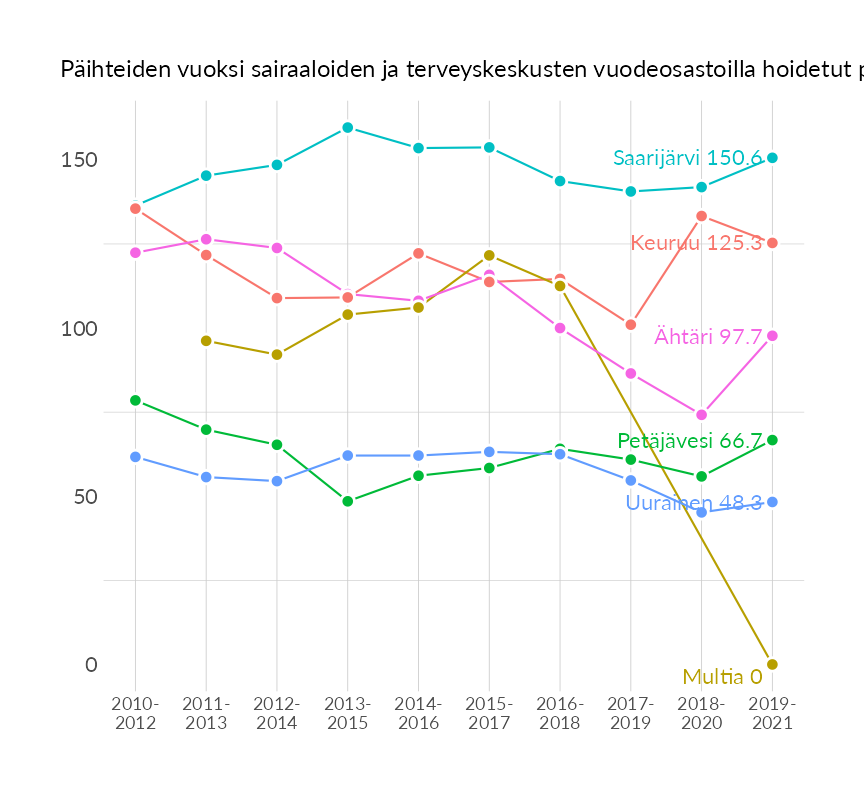 Päihteiden vuoksi sairaaloiden ja terveyskeskusten vuodeosastoilla hoidetut
150
100
50
0
Saarijärvi 150.6
Keuruu 125.3
Ähtäri 97.7
Petäjävesi 66.7
Uurainen 48.3
Multia 0
2010- 2011- 2012- 2013- 2014- 2015- 2016- 2017- 2018- 2019-
2012 2013 2014 2015 2016 2017 2018 2019 2020 2021